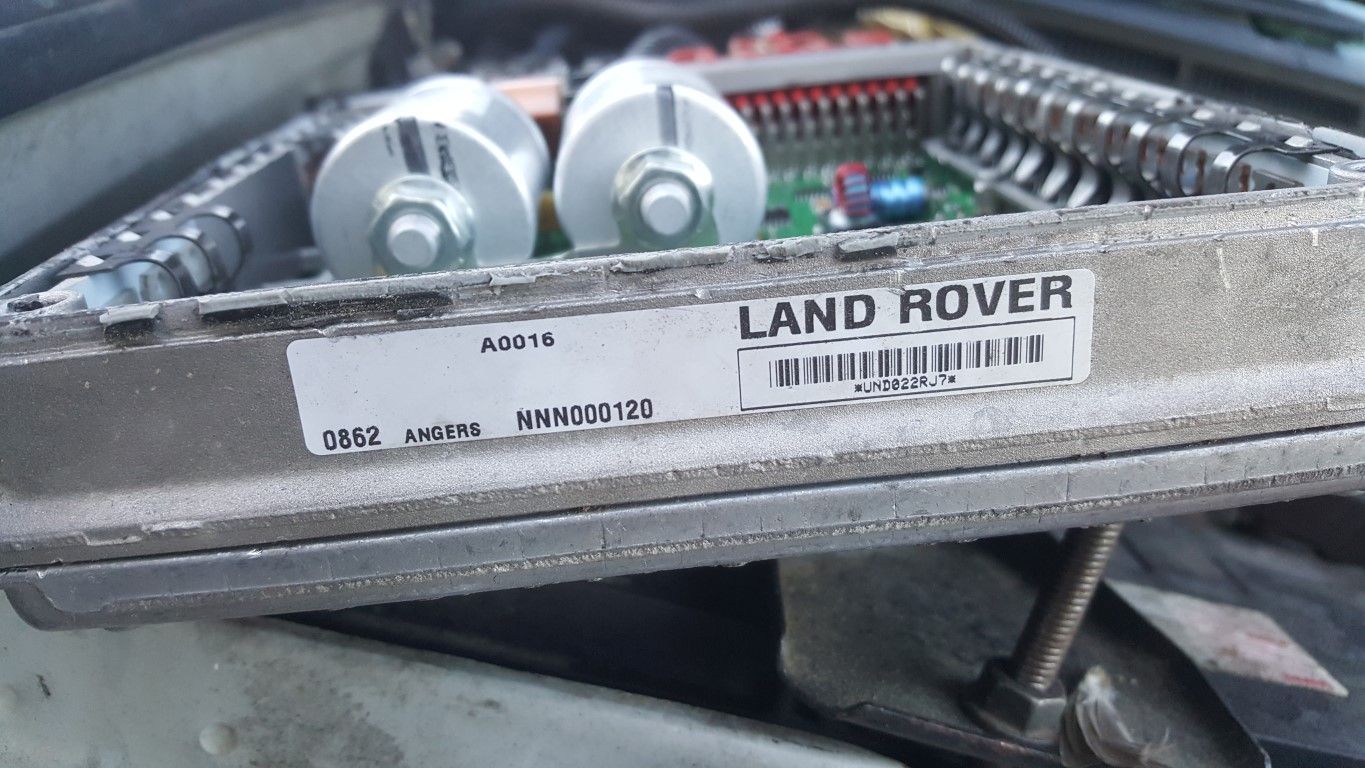 A0016
LAND ROVER
*UND022RJ7*
0862 ANGERS NNN000120